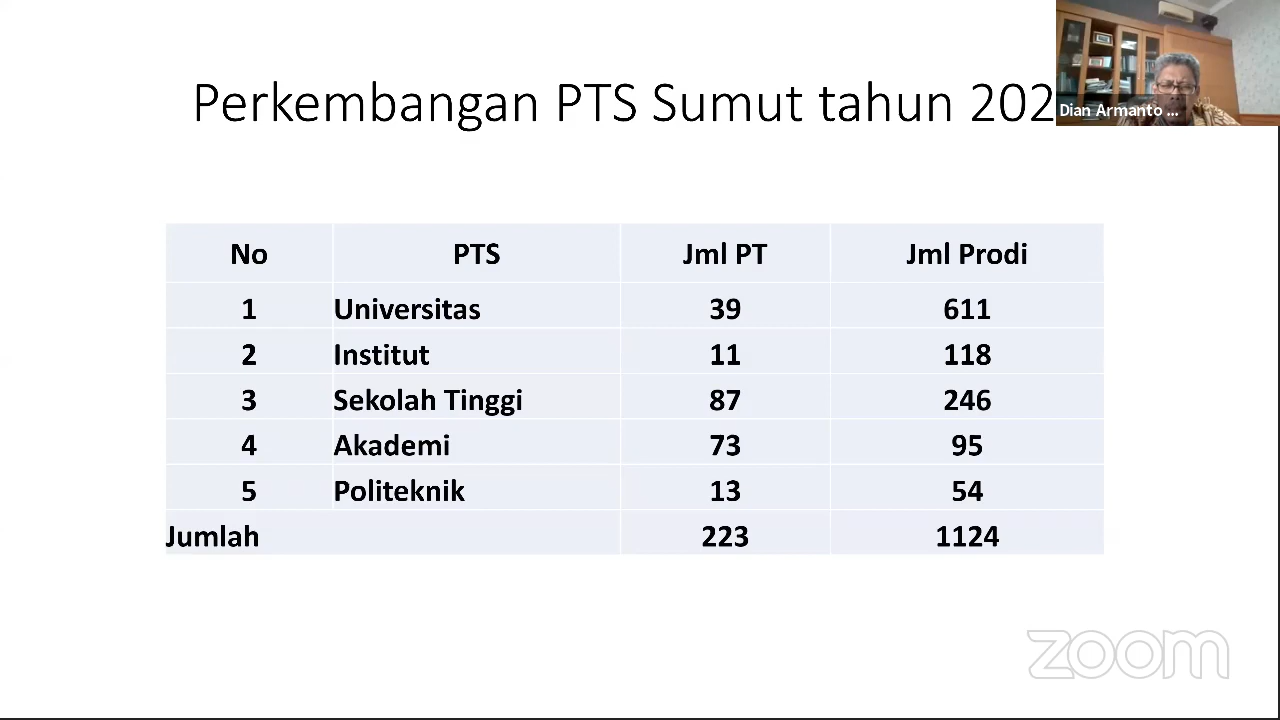 Perkembangan PTS Sumut tahun 202
Dian Armanto ...
No PTS Jml PT Jml Prodi
1 Universitas 39 611
2 Institut 11 118
3 Sekolah Tinggi 87 246
4 Akademi 73 95
5 Politeknik 13 54
Jumlah 223 1124
zoom